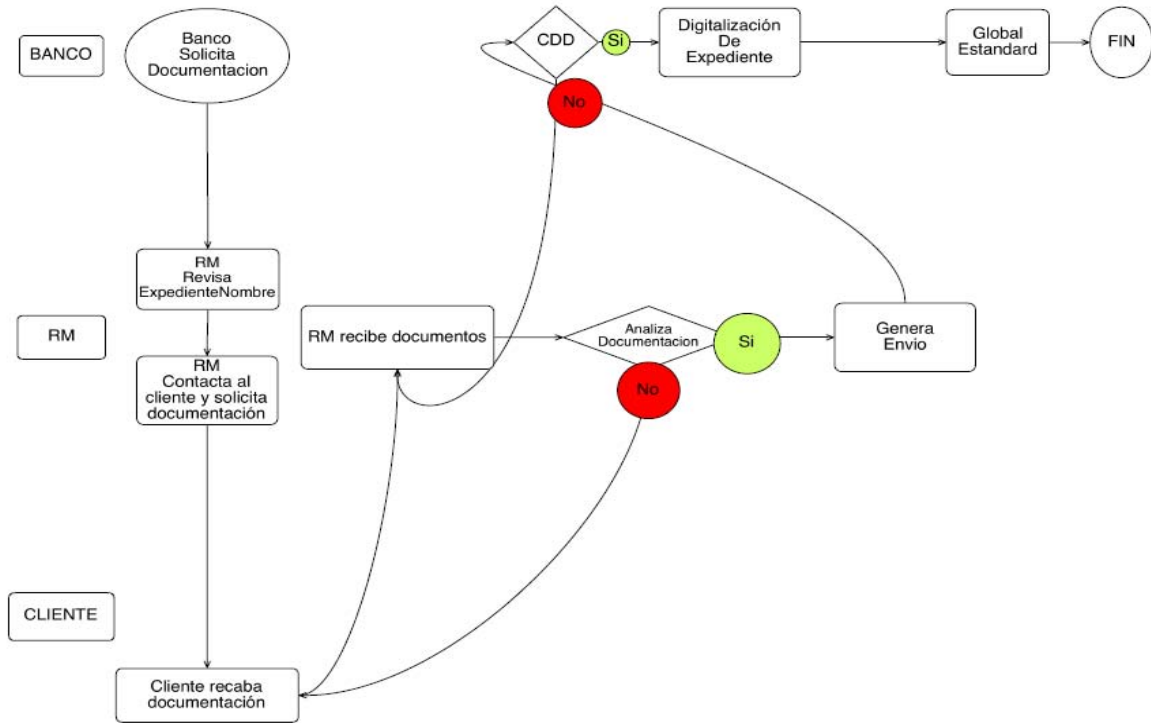 BANCO
Banco
Solicita
Documentacion
CDD
Si
No
Digitalización
De
Expediente
Global
Estandard
FIN
RM
Revisa
ExpedienteNombre
RM
RM
Contacta al
cliente y solicita
documentación
RM recibe documentos
Analiza
Documentacion
Si
No
Genera
Envio
CLIENTE
Cliente recaba
documentación